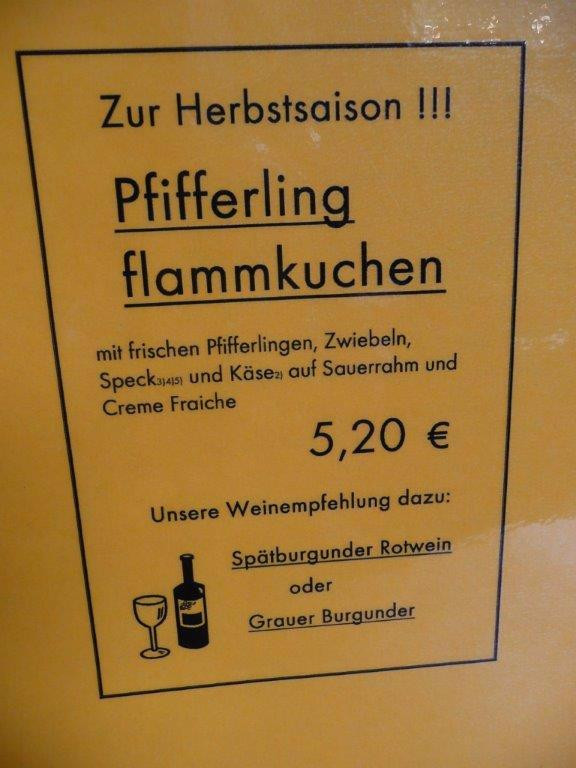 Zur Herbstsaison !!!
Pfifferling
flammkuchen
mit frischen Pfifferlingen, Zwiebeln,
Speck3)4)5) und Käse2) auf Sauerrahm und
Creme Fraiche
5,20 €
Unsere Weinempfehlung dazu:
Spätburgunder Rotwein
oder
Grauer Burgunder